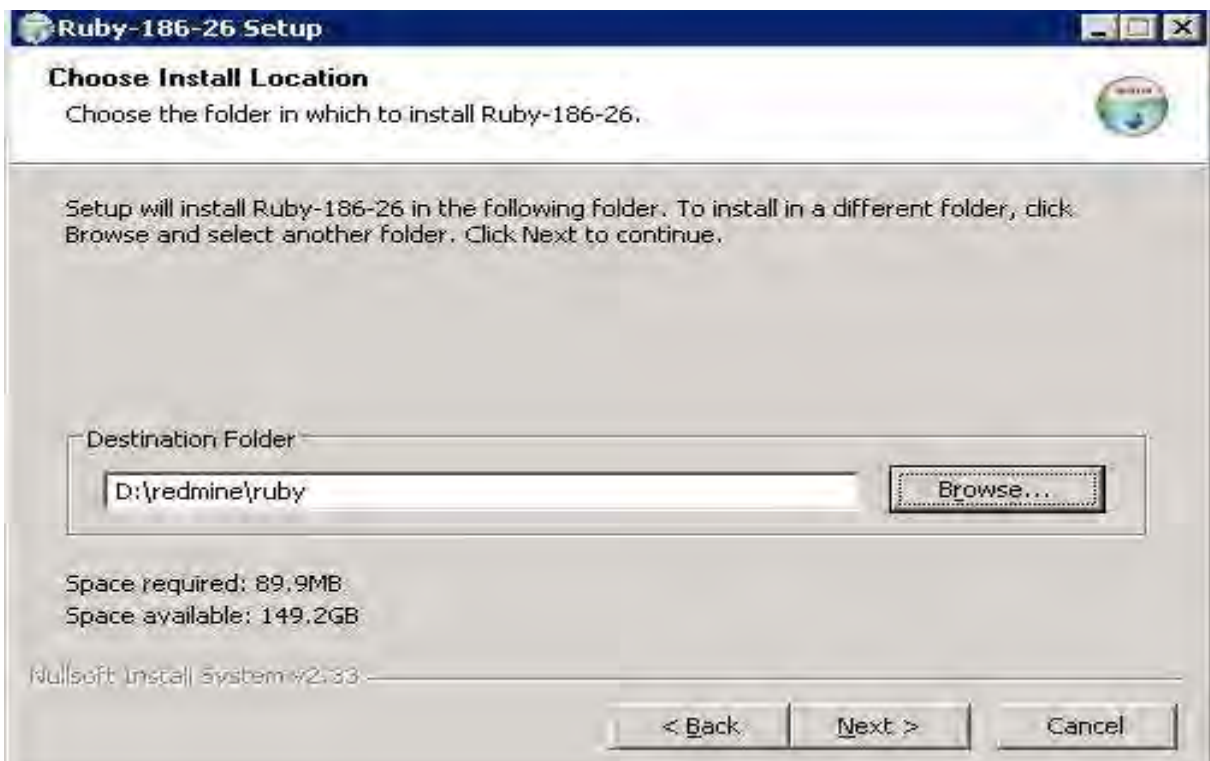 Ruby-186-26 Setup
Choose Install Location
Choose the folder in which to install Ruby-186-26.
Setup will install Ruby-186-26 in the following folder. To install in a different folder, click
Browse and select another folder. Click Next to continue.
Destination Folder
D:\redmine\ruby
Browse...
Space required: 89.9MB
Space available: 149.2GB
Nullsoft Install System v2.33
< Back
Next >
Cancel